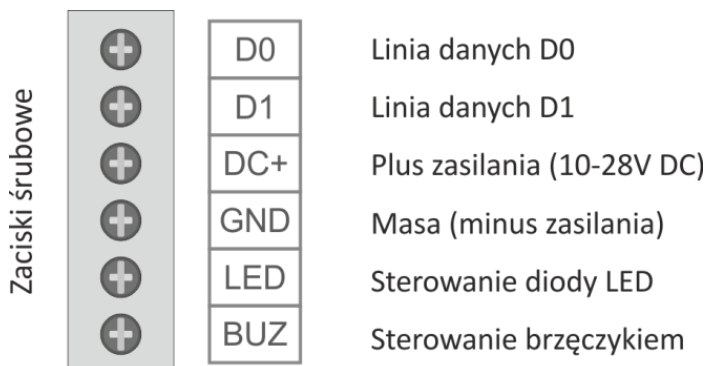 Zaciski śrubowe
D0 Linia danych D0
D1 Linia danych D1
DC+ Plus zasilania (10-28V DC)
GND Masa (minus zasilania)
LED Sterowanie diody LED
BUZ Sterowanie brzęczykiem